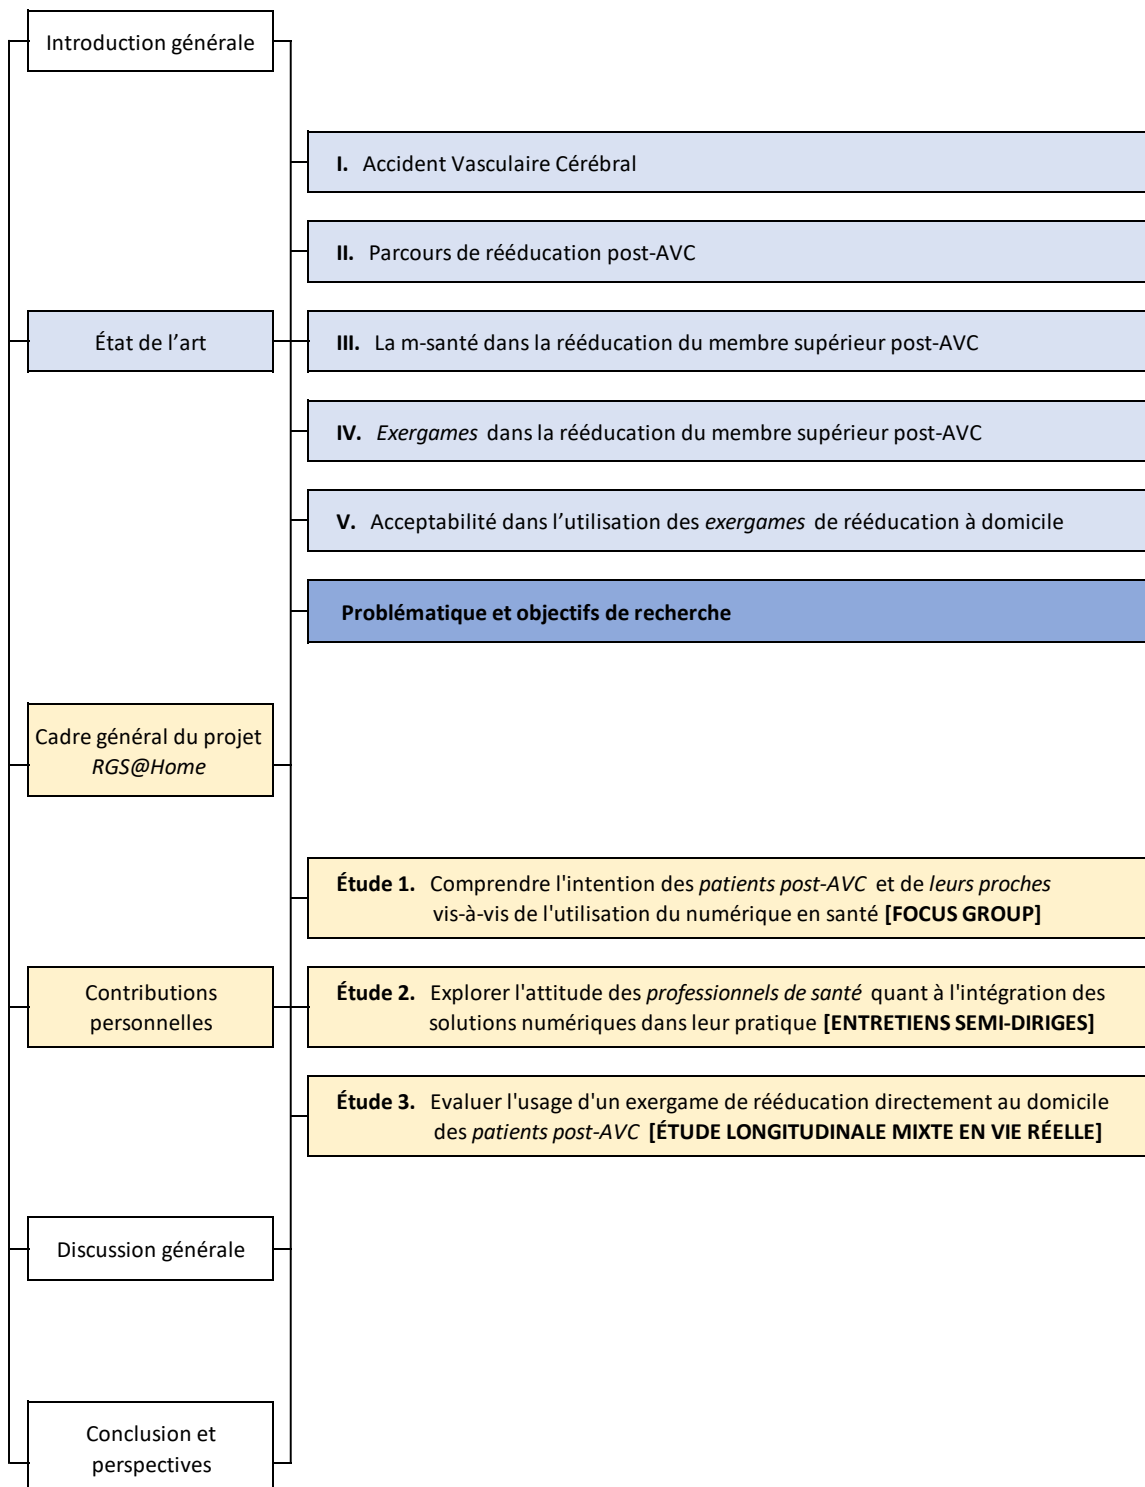 Introduction générale
I. Accident Vasculaire Cérébral
II. Parcours de rééducation post-AVC
État de l’art
III. La m-santé dans la rééducation du membre supérieur post-AVC
IV. Exergames dans la rééducation du membre supérieur post-AVC
V. Acceptabilité dans l’utilisation des exergames de rééducation à domicile
Problématique et objectifs de recherche
Cadre général du projet
RGS@Home
Étude 1. Comprendre l'intention des patients post-AVC et de leurs proches
vis-à-vis de l'utilisation du numérique en santé [FOCUS GROUP]
Contributions
personnelles
Étude 2. Explorer l'attitude des professionnels de santé quant à l'intégration des
solutions numériques dans leur pratique [ENTRETIENS SEMI-DIRIGES]
Étude 3. Evaluer l'usage d'un exergame de rééducation directement au domicile
des patients post-AVC [ÉTUDE LONGITUDINALE MIXTE EN VIE RÉELLE]
Discussion générale
Conclusion et
perspectives